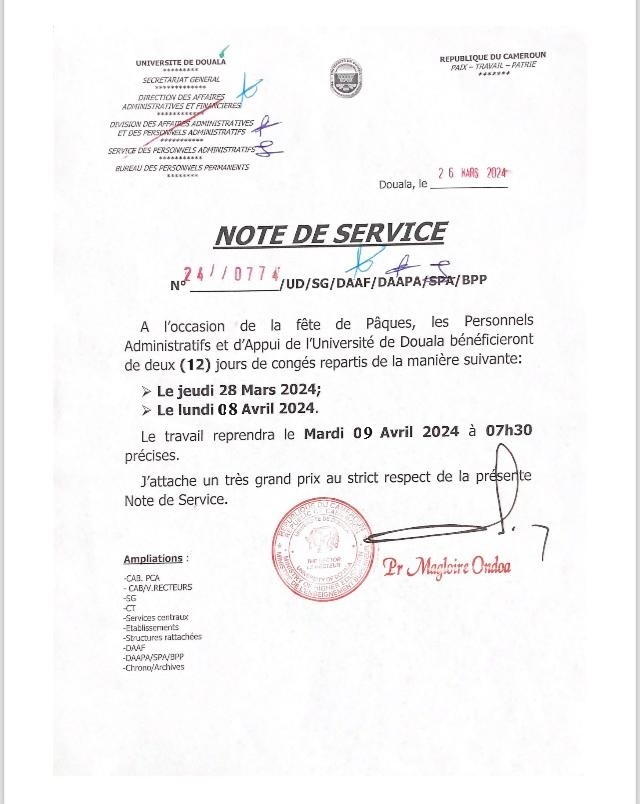 UNIVERSITE DE DOUALA
*********
SECRETARIAT GENERAL
*************
DIRECTION DES AFFAIRES
ADMINISTRATIVES ET FINANCIERES
************
DIVISION DES AFFAIRES ADMINISTRATIVES
ET DES PERSONNELS ADMINISTRATIFS
***********
SERVICE DES PERSONNELS ADMINISTRATIFS
***********
BUREAU DES PERSONNELS PERMANENTS
********
REPUBLIQUE DU CAMEROUN
PAIX – TRAVAIL – PATRIE
*******
Douala, le 26 MARS 2024
NOTE DE SERVICE
N° 24//0774/UD/SG/DAAF/DAAPA/SPA/BPP
A l'occasion de la fête de Pâques, les Personnels
Administratifs et d'Appui de l'Université de Douala bénéficieront
de deux (12) jours de congés repartis de la manière suivante:
➢ Le jeudi 28 Mars 2024;
➢ Le lundi 08 Avril 2024.
Le travail reprendra le Mardi 09 Avril 2024 à 07h30
précises.
J'attache un très grand prix au strict respect de la présente
Note de Service.
THE RECTOR
LE RECTEUR
Pr Magloire Ondoa
Ampliations :
-CAB. PCA
- CAB/V.RECTEURS
-SG
-CT
-Services centraux
-Etablissements
-Structures rattachées
-DAAF
-DAAPA/SPA/BPP
-Chrono/Archives